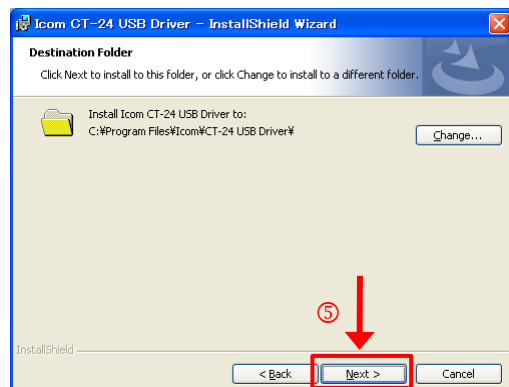 Icom CT-24 USB Driver - InstallShield Wizard
Destination Folder
Click Next to install to this folder, or click Change to install to a different folder.
Install Icom CT-24 USB Driver to:
C:¥Program Files¥Icom¥CT-24 USB Driver¥
Change...
⑤
InstallShield
< Back
Next >
Cancel